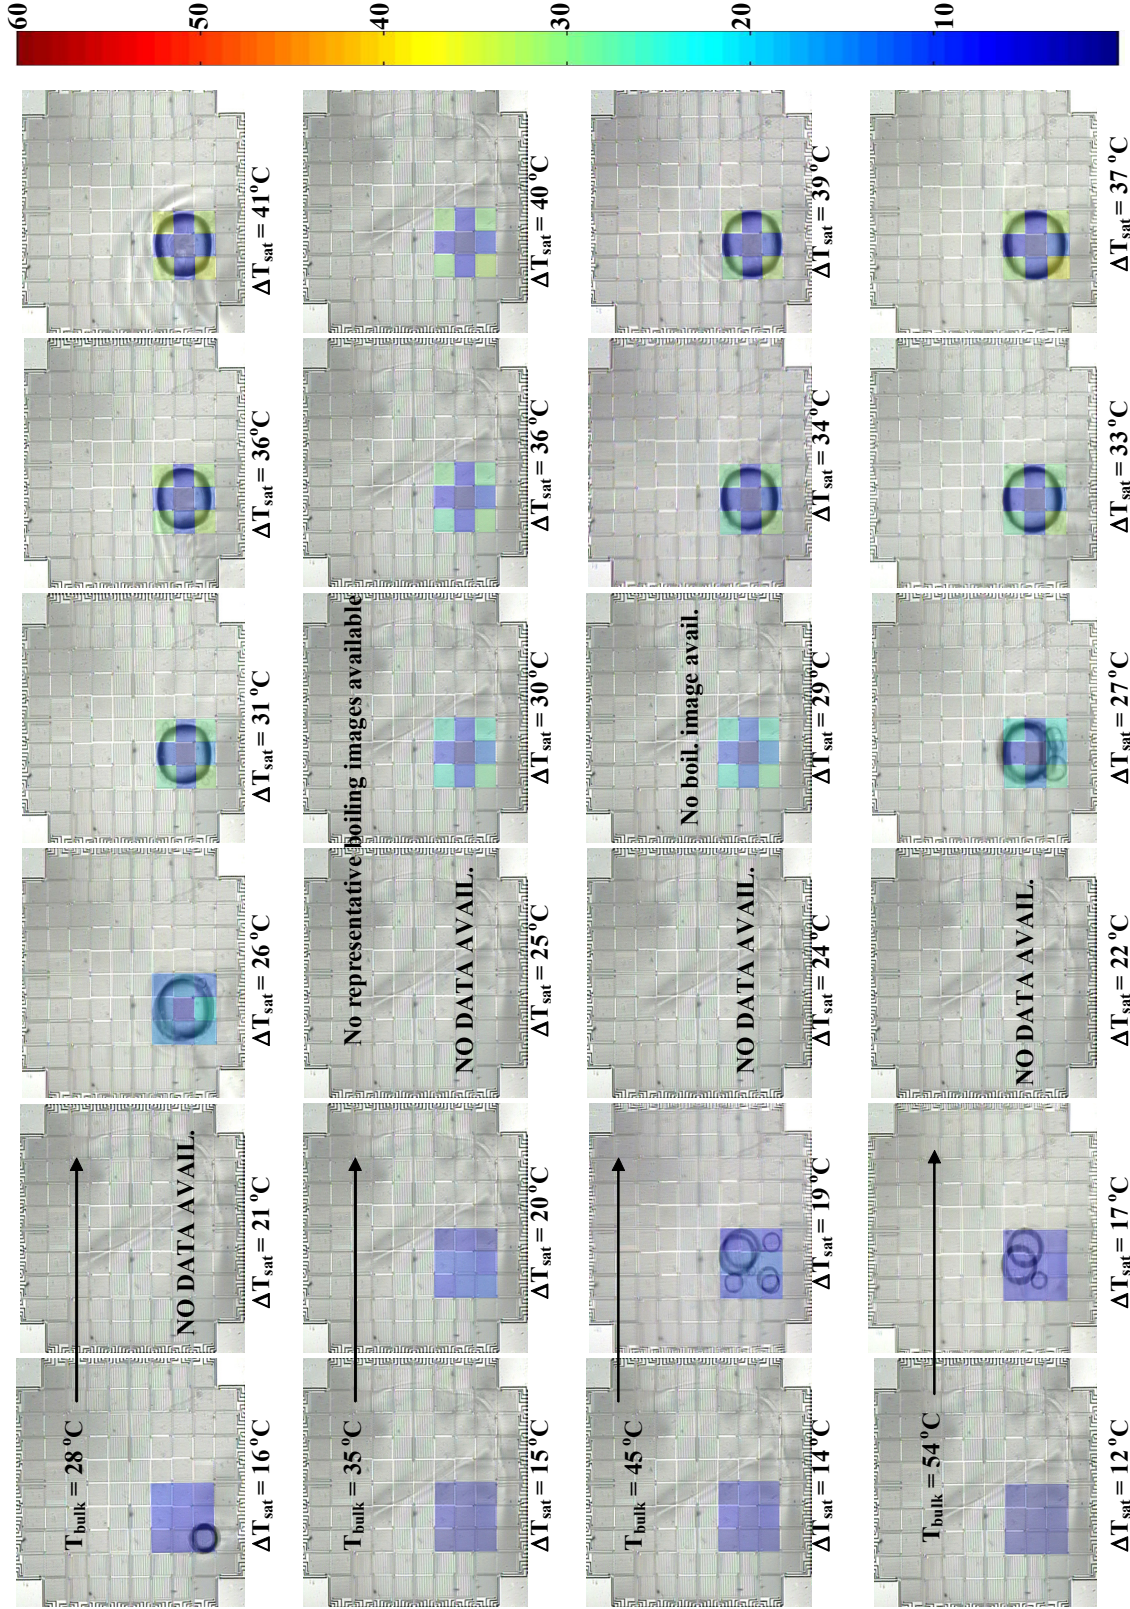 T_bulk = 28 °C
NO DATA AVAIL.
ΔT_sat = 16 °C
ΔT_sat = 21 °C
ΔT_sat = 26 °C
ΔT_sat = 31 °C
ΔT_sat = 36°C
ΔT_sat = 41°C
T_bulk = 35 °C
No representative boiling images available
NO DATA AVAIL.
ΔT_sat = 15 °C
ΔT_sat = 20 °C
ΔT_sat = 25 °C
ΔT_sat = 30 °C
ΔT_sat = 36 °C
ΔT_sat = 40 °C
T_bulk = 45 °C
No boil. image avail.
NO DATA AVAIL.
ΔT_sat = 14 °C
ΔT_sat = 19 °C
ΔT_sat = 24 °C
ΔT_sat = 29 °C
ΔT_sat = 34 °C
ΔT_sat = 39 °C
T_bulk = 54 °C
NO DATA AVAIL.
ΔT_sat = 12 °C
ΔT_sat = 17 °C
ΔT_sat = 22 °C
ΔT_sat = 27 °C
ΔT_sat = 33 °C
ΔT_sat = 37 °C
60
50
40
30
20
10